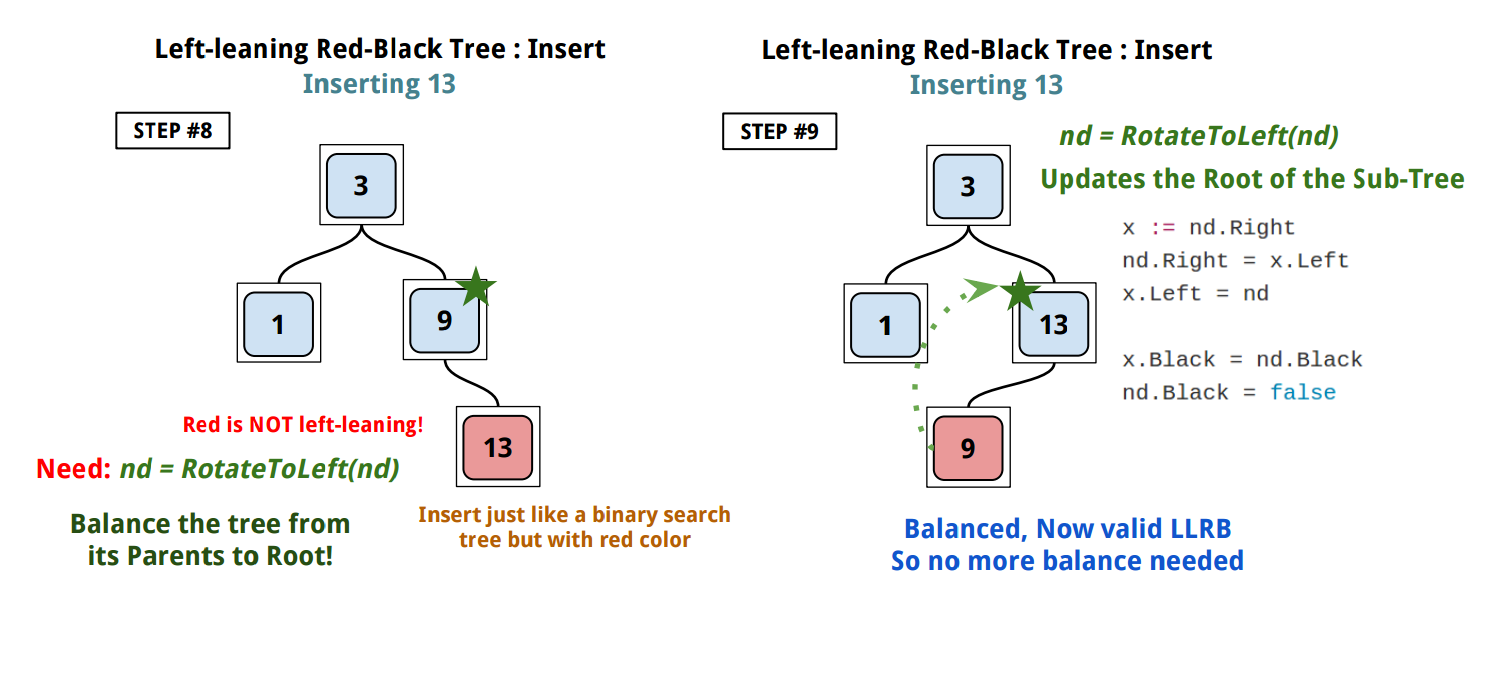 Left-leaning Red-Black Tree : Insert
Inserting 13
STEP #8
3
1
9
13
Red is NOT left-leaning!
Need: nd = RotateToLeft(nd)
Balance the tree from
its Parents to Root!
Insert just like a binary search
tree but with red color
Left-leaning Red-Black Tree : Insert
Inserting 13
STEP #9
nd = RotateToLeft(nd)
Updates the Root of the Sub-Tree
x := nd.Right
nd.Right = x.Left
x.Left = nd
x.Black = nd.Black
nd.Black = false
3
1
13
9
Balanced, Now valid LLRB
So no more balance needed